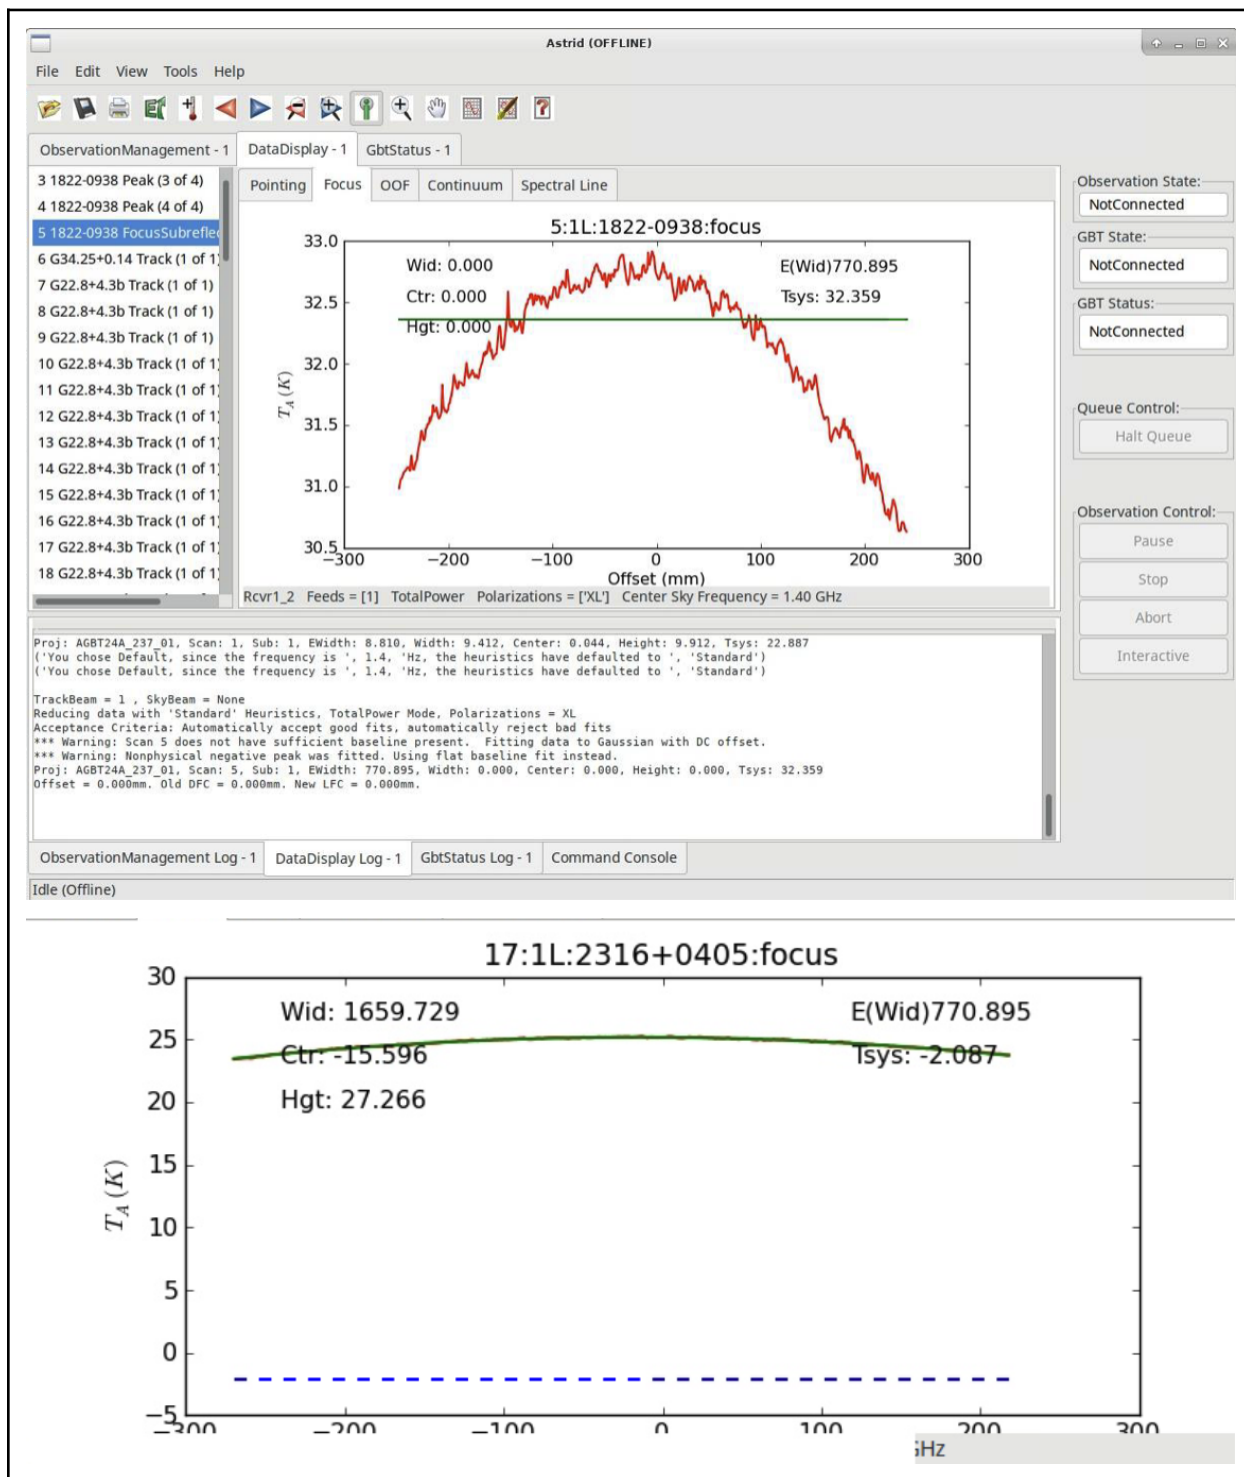 Astrid (OFFLINE)
File Edit View Tools Help
ObservationManagement - 1 DataDisplay - 1 GbtStatus - 1
3 1822-0938 Peak (3 of 4)
4 1822-0938 Peak (4 of 4)
5 1822-0938 FocusSubreflec
6 G34.25+0.14 Track (1 of 1)
7 G22.8+4.3b Track (1 of 1)
8 G22.8+4.3b Track (1 of 1)
9 G22.8+4.3b Track (1 of 1)
10 G22.8+4.3b Track (1 of 1)
11 G22.8+4.3b Track (1 of 1)
12 G22.8+4.3b Track (1 of 1)
13 G22.8+4.3b Track (1 of 1)
14 G22.8+4.3b Track (1 of 1)
15 G22.8+4.3b Track (1 of 1)
16 G22.8+4.3b Track (1 of 1)
17 G22.8+4.3b Track (1 of 1)
18 G22.8+4.3b Track (1 of 1)
Pointing Focus OOF Continuum Spectral Line
5:1L:1822-0938:focus
33.0
32.5
32.0
31.5
31.0
30.5
T_A (K)
Wid: 0.000
Ctr: 0.000
Hgt: 0.000
E(Wid)770.895
Tsys: 32.359
−300 −200 −100 0 100 200 300
Offset (mm)
Rcvr1_2 Feeds = [1] TotalPower Polarizations = ['XL'] Center Sky Frequency = 1.40 GHz
Observation State:
NotConnected
GBT State:
NotConnected
GBT Status:
NotConnected
Queue Control:
Halt Queue
Observation Control:
Pause
Stop
Abort
Interactive
Proj: AGBT24A_237_01, Scan: 1, Sub: 1, EWidth: 8.810, Width: 9.412, Center: 0.044, Height: 9.912, Tsys: 22.887
('You chose Default, since the frequency is ', 1.4, 'Hz, the heuristics have defaulted to ', 'Standard')
('You chose Default, since the frequency is ', 1.4, 'Hz, the heuristics have defaulted to ', 'Standard')
TrackBeam = 1 , SkyBeam = None
Reducing data with 'Standard' Heuristics, TotalPower Mode, Polarizations = XL
Acceptance Criteria: Automatically accept good fits, automatically reject bad fits
*** Warning: Scan 5 does not have sufficient baseline present. Fitting data to Gaussian with DC offset.
*** Warning: Nonphysical negative peak was fitted. Using flat baseline fit instead.
Proj: AGBT24A_237_01, Scan: 5, Sub: 1, EWidth: 770.895, Width: 0.000, Center: 0.000, Height: 0.000, Tsys: 32.359
Offset = 0.000mm. Old DFC = 0.000mm. New LFC = 0.000mm.
ObservationManagement Log - 1 DataDisplay Log - 1 GbtStatus Log - 1 Command Console
Idle (Offline)
17:1L:2316+0405:focus
30
25
20
15
10
5
0
−5
T_A (K)
Wid: 1659.729
Ctr: -15.596
Hgt: 27.266
E(Wid)770.895
Tsys: -2.087
−300 −200 −100 0 100 200 300
GHz